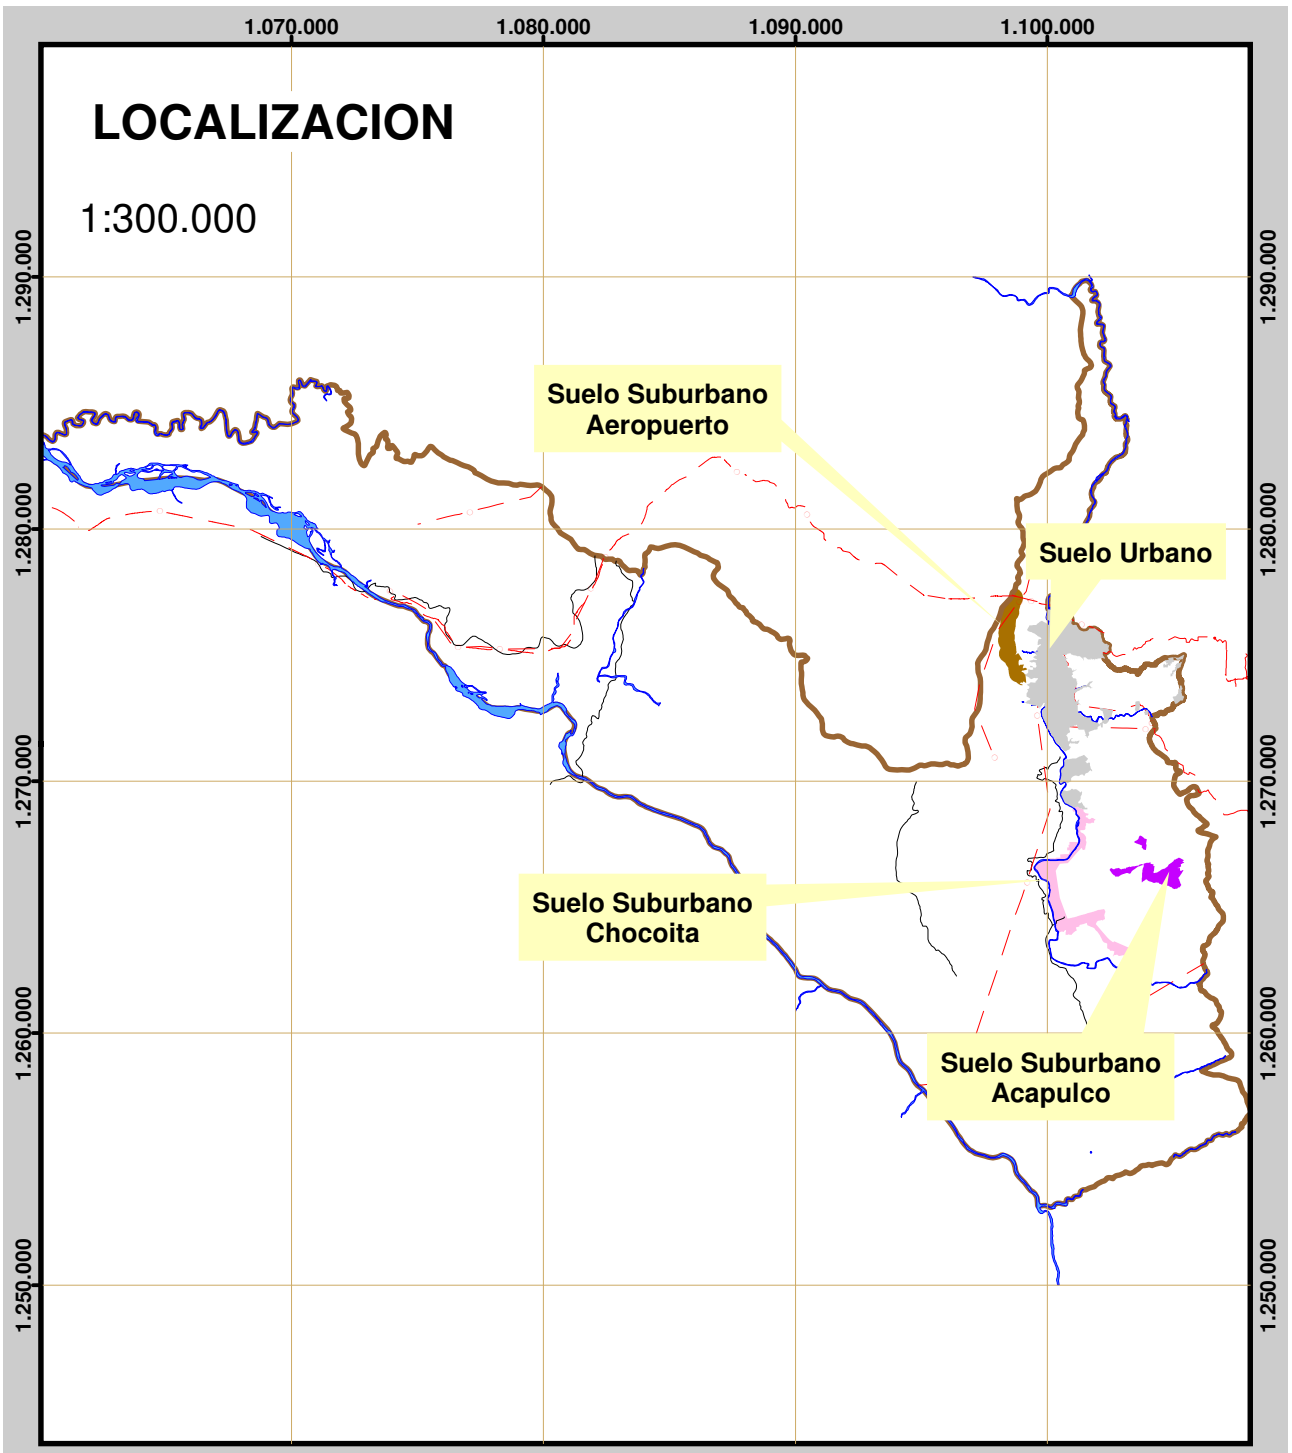 1.070.000 1.080.000 1.090.000 1.100.000
LOCALIZACION
1:300.000
1.290.000 1.290.000
Suelo Suburbano
Aeropuerto
1.280.000 1.280.000
Suelo Urbano
1.270.000 1.270.000
Suelo Suburbano
Chocoita
1.260.000 1.260.000
Suelo Suburbano
Acapulco
1.250.000 1.250.000